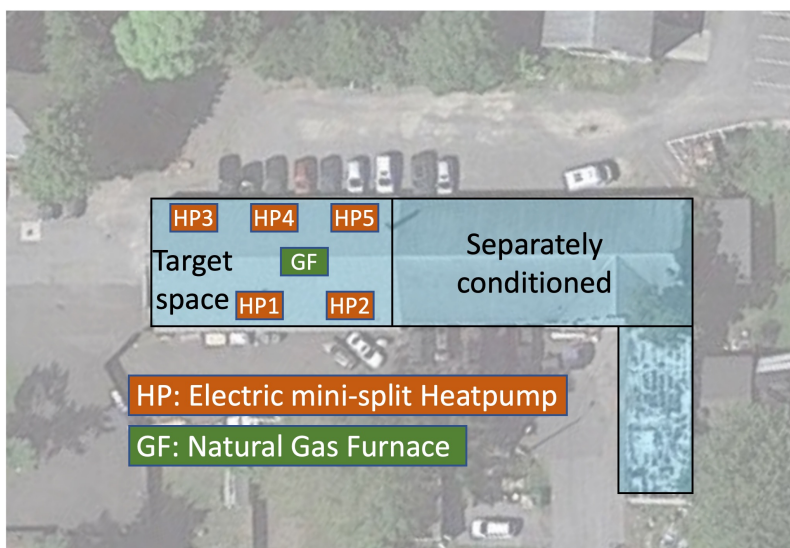 HP3 HP4 HP5
Target GF
space HP1 HP2
Separately
conditioned
HP: Electric mini-split Heatpump
GF: Natural Gas Furnace